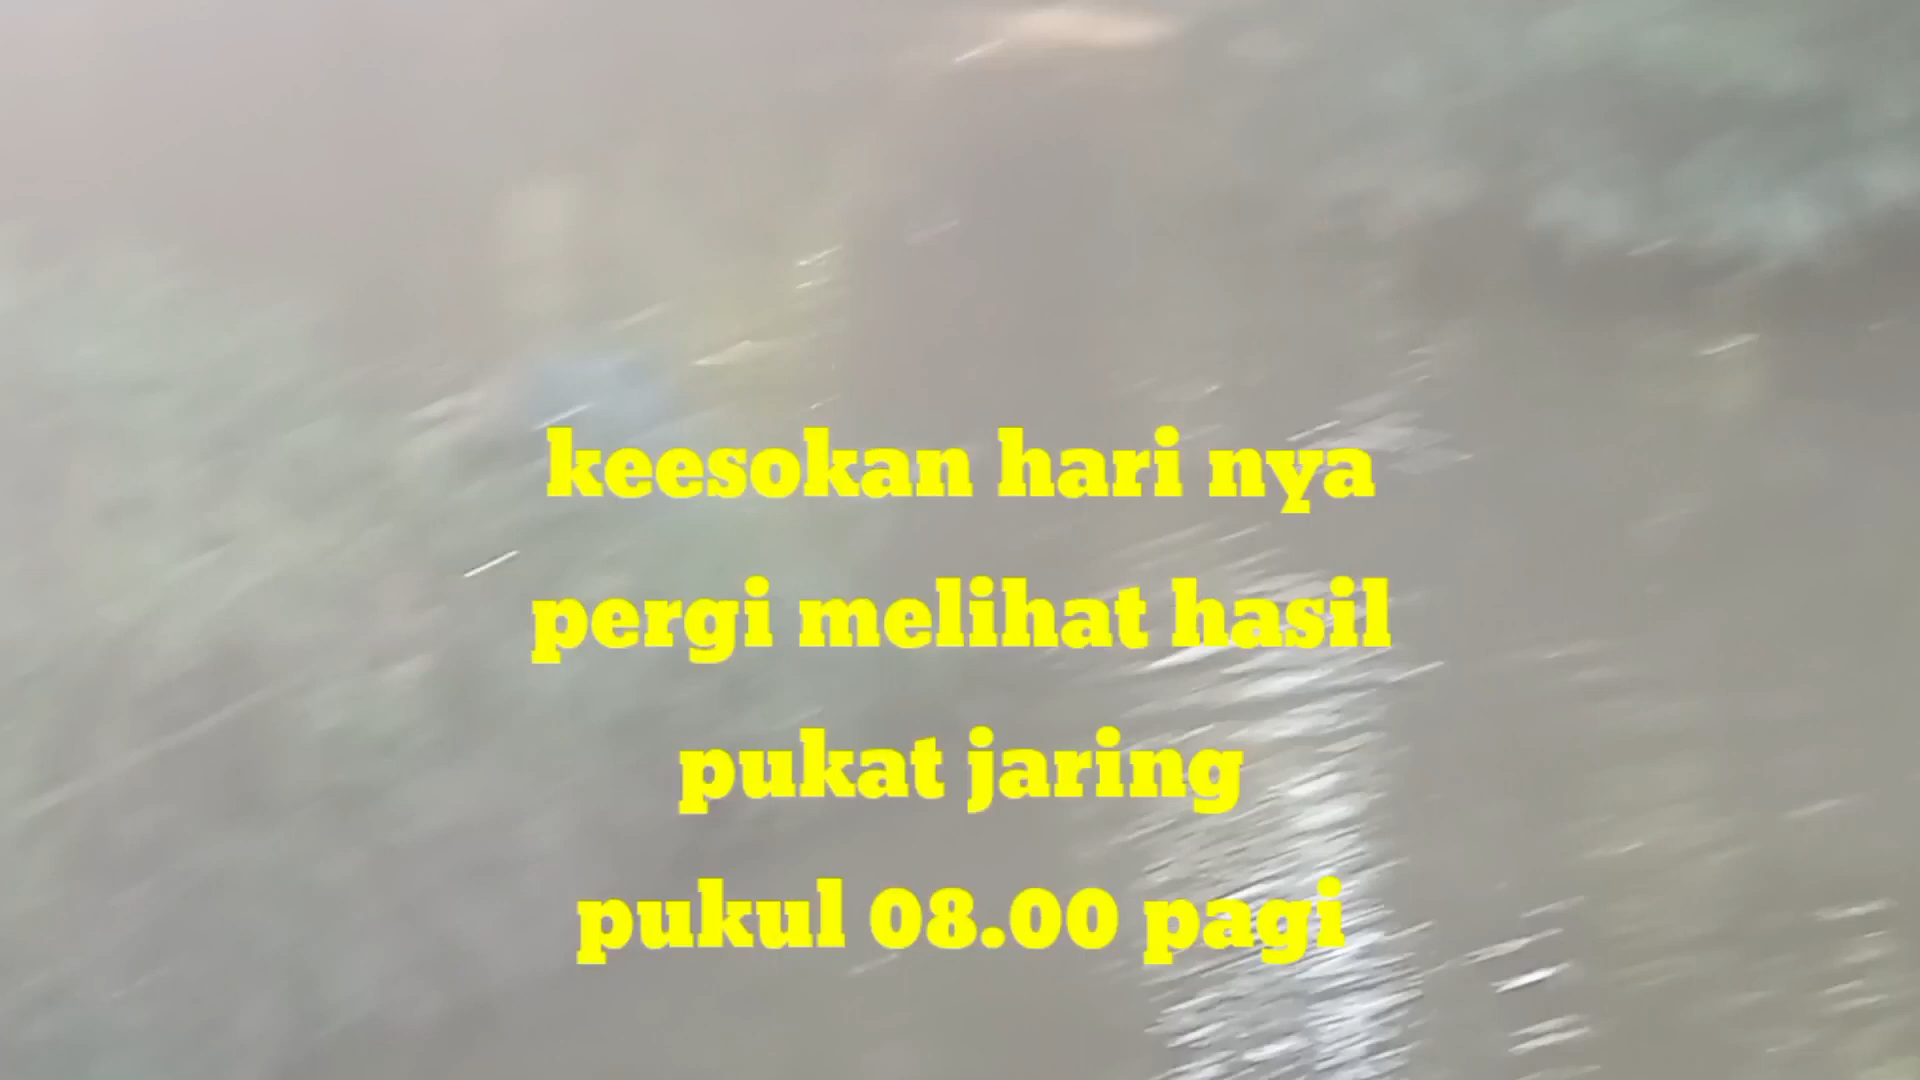 keesokan hari nya
pergi melihat hasil
pukat jaring
pukul 08.00 pagi